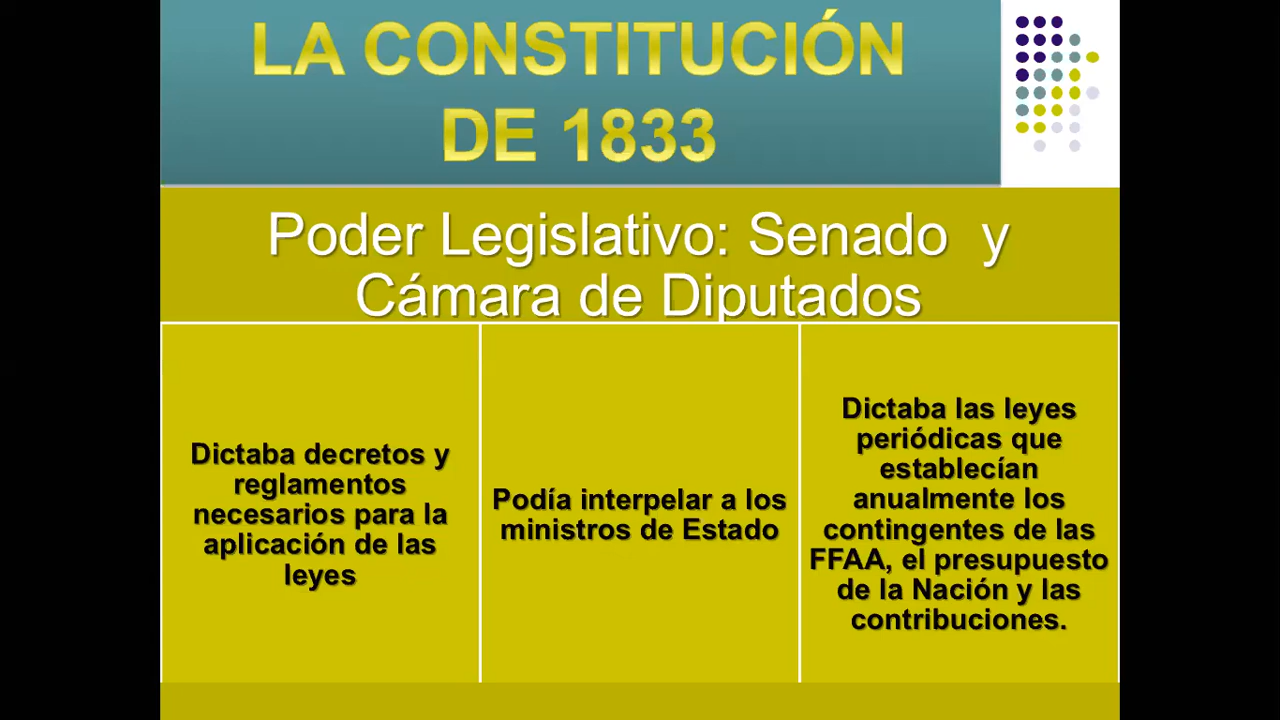 LA CONSTITUCIÓN
DE 1833
Poder Legislativo: Senado y
Cámara de Diputados
Dictaba decretos y
reglamentos
necesarios para la
aplicación de las
leyes
Podía interpelar a los
ministros de Estado
Dictaba las leyes
periódicas que
establecían
anualmente los
contingentes de las
FFAA, el presupuesto
de la Nación y las
contribuciones.